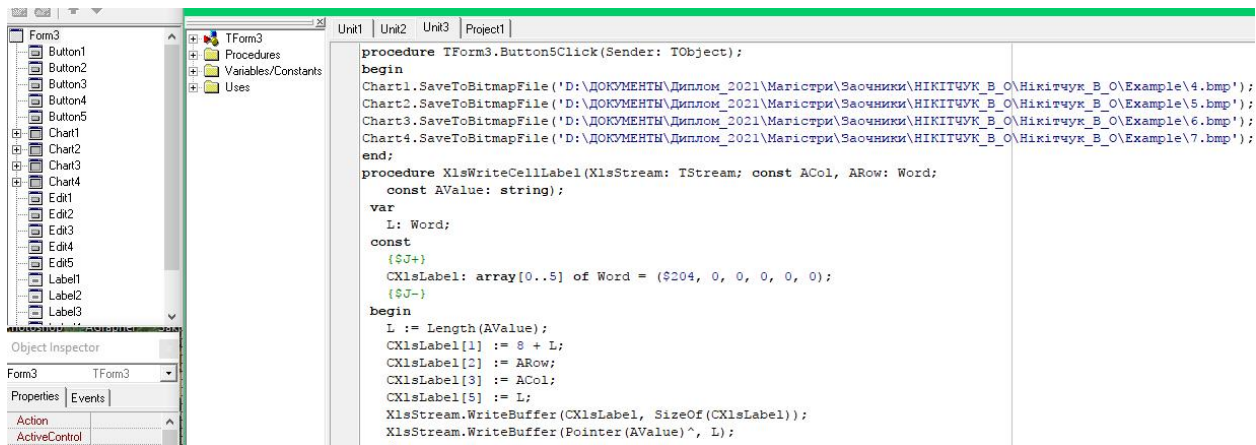 Form3
Button1
Button2
Button3
Button4
Button5
Chart1
Chart2
Chart3
Chart4
Edit1
Edit2
Edit3
Edit4
Edit5
Label1
Label2
Label3
Object Inspector
Form3 TForm3
Properties Events
Action
ActiveControl
TForm3
Procedures
Variables/Constants
Uses
Unit1 Unit2 Unit3 Project1
procedure TForm3.Button5Click(Sender: TObject);
begin
Chart1.SaveToBitmapFile('D:\ДОКУМЕНТЫ\Диплом_2021\Магістри\Заочники\НІКІТЧУК_В_О\Нікітчук_В_О\Example\4.bmp');
Chart2.SaveToBitmapFile('D:\ДОКУМЕНТЫ\Диплом_2021\Магістри\Заочники\НІКІТЧУК_В_О\Нікітчук_В_О\Example\5.bmp');
Chart3.SaveToBitmapFile('D:\ДОКУМЕНТЫ\Диплом_2021\Магістри\Заочники\НІКІТЧУК_В_О\Нікітчук_В_О\Example\6.bmp');
Chart4.SaveToBitmapFile('D:\ДОКУМЕНТЫ\Диплом_2021\Магістри\Заочники\НІКІТЧУК_В_О\Нікітчук_В_О\Example\7.bmp');
end;
procedure XlsWriteCellLabel(XlsStream: TStream; const ACol, ARow: Word;
const AValue: string);
var
L: Word;
const
{$J+}
CXlsLabel: array[0..5] of Word = ($204, 0, 0, 0, 0, 0);
{$J-}
begin
L := Length(AValue);
CXlsLabel[1] := 8 + L;
CXlsLabel[2] := ARow;
CXlsLabel[3] := ACol;
CXlsLabel[5] := L;
XlsStream.WriteBuffer(CXlsLabel, SizeOf(CXlsLabel));
XlsStream.WriteBuffer(Pointer(AValue)^, L);